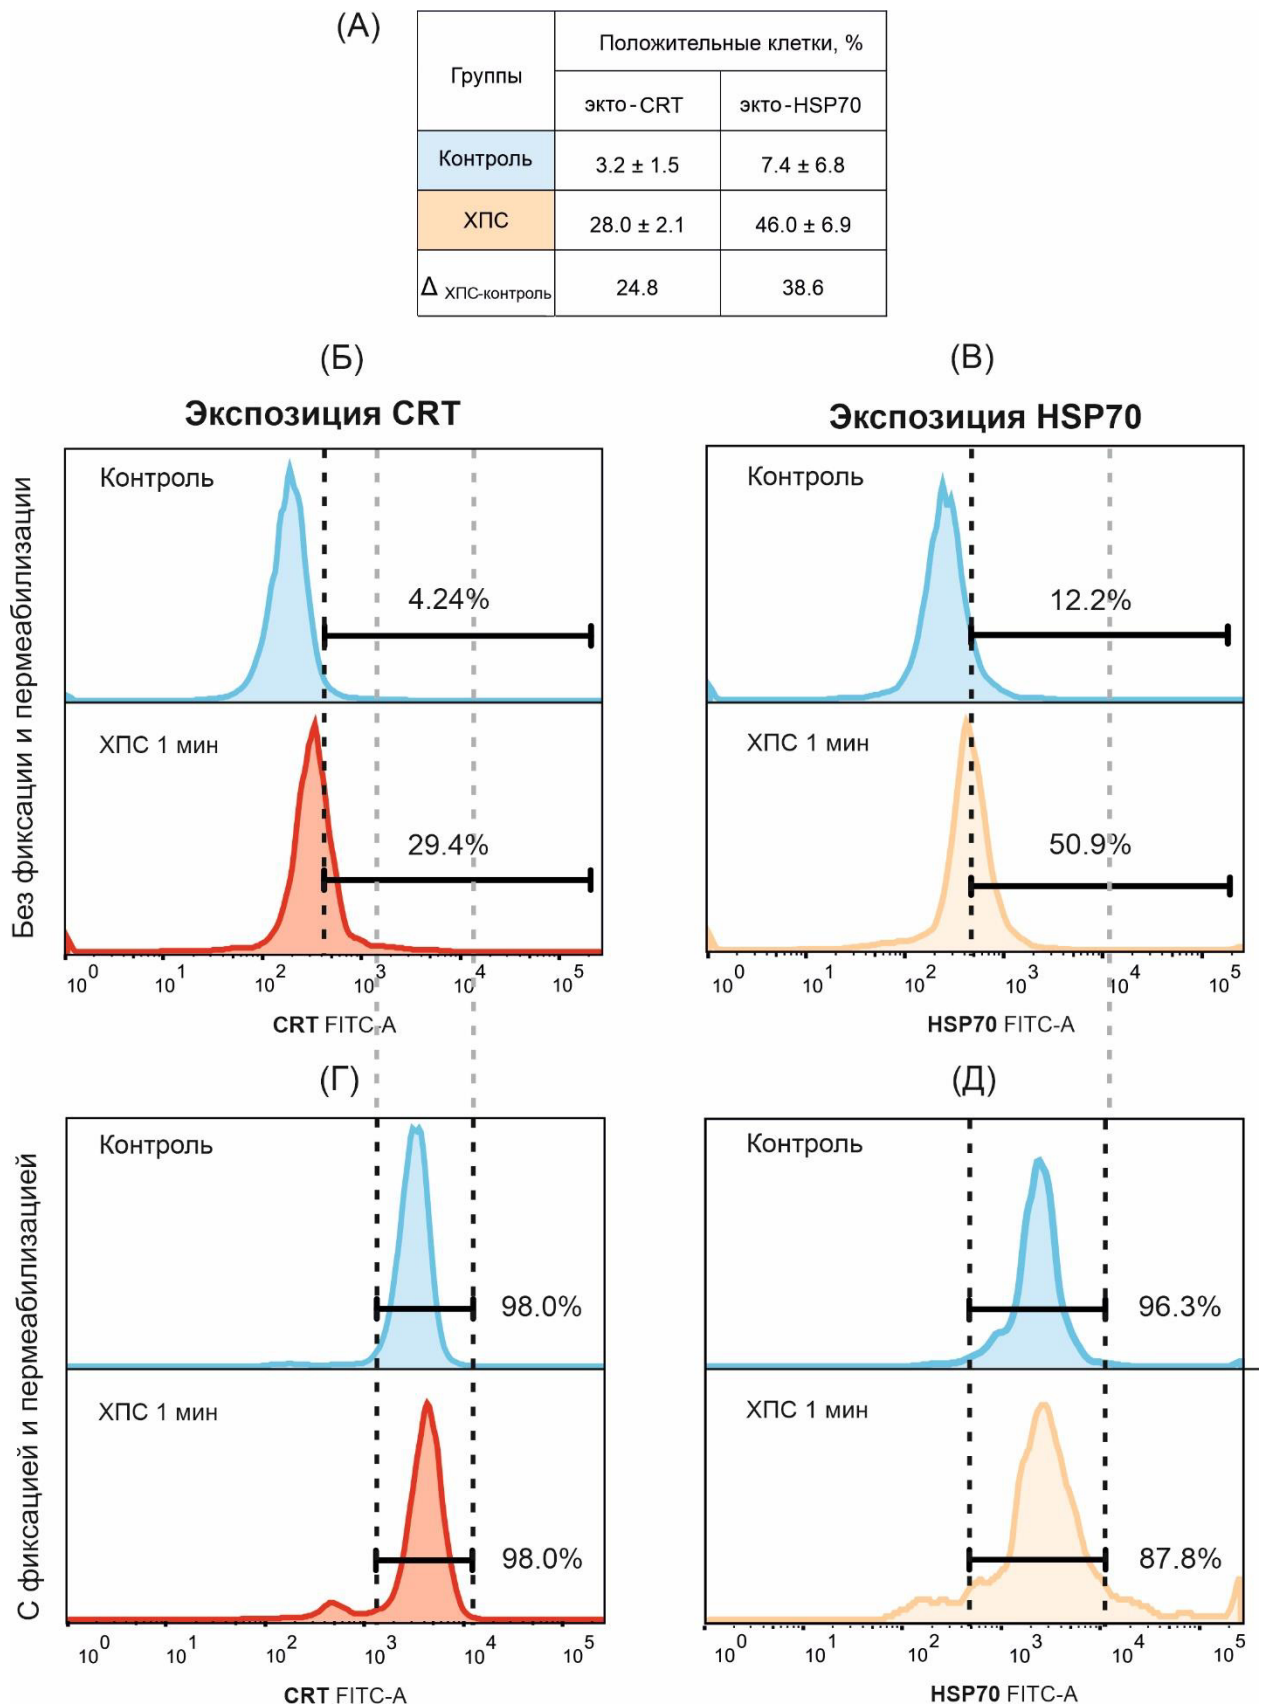 (А)
Группы
Положительные клетки, %
экто-CRT
экто-HSP70
Контроль
3.2 ± 1.5
7.4 ± 6.8
ХПС
28.0 ± 2.1
46.0 ± 6.9
Δ ХПС-контроль
24.8
38.6
(Б)
(В)
Экспозиция CRT
Экспозиция HSP70
Без фиксации и пермеабилизации
Контроль
4.24%
Контроль
12.2%
ХПС 1 мин
29.4%
ХПС 1 мин
50.9%
10^0 10^1 10^2 10^3 10^4 10^5
CRT FITC-A
10^0 10^1 10^2 10^3 10^4 10^5
HSP70 FITC-A
(Г)
(Д)
С фиксацией и пермеабилизацией
Контроль
98.0%
Контроль
96.3%
ХПС 1 мин
98.0%
ХПС 1 мин
87.8%
10^0 10^1 10^2 10^3 10^4 10^5
CRT FITC-A
10^0 10^1 10^2 10^3 10^4 10^5
HSP70 FITC-A